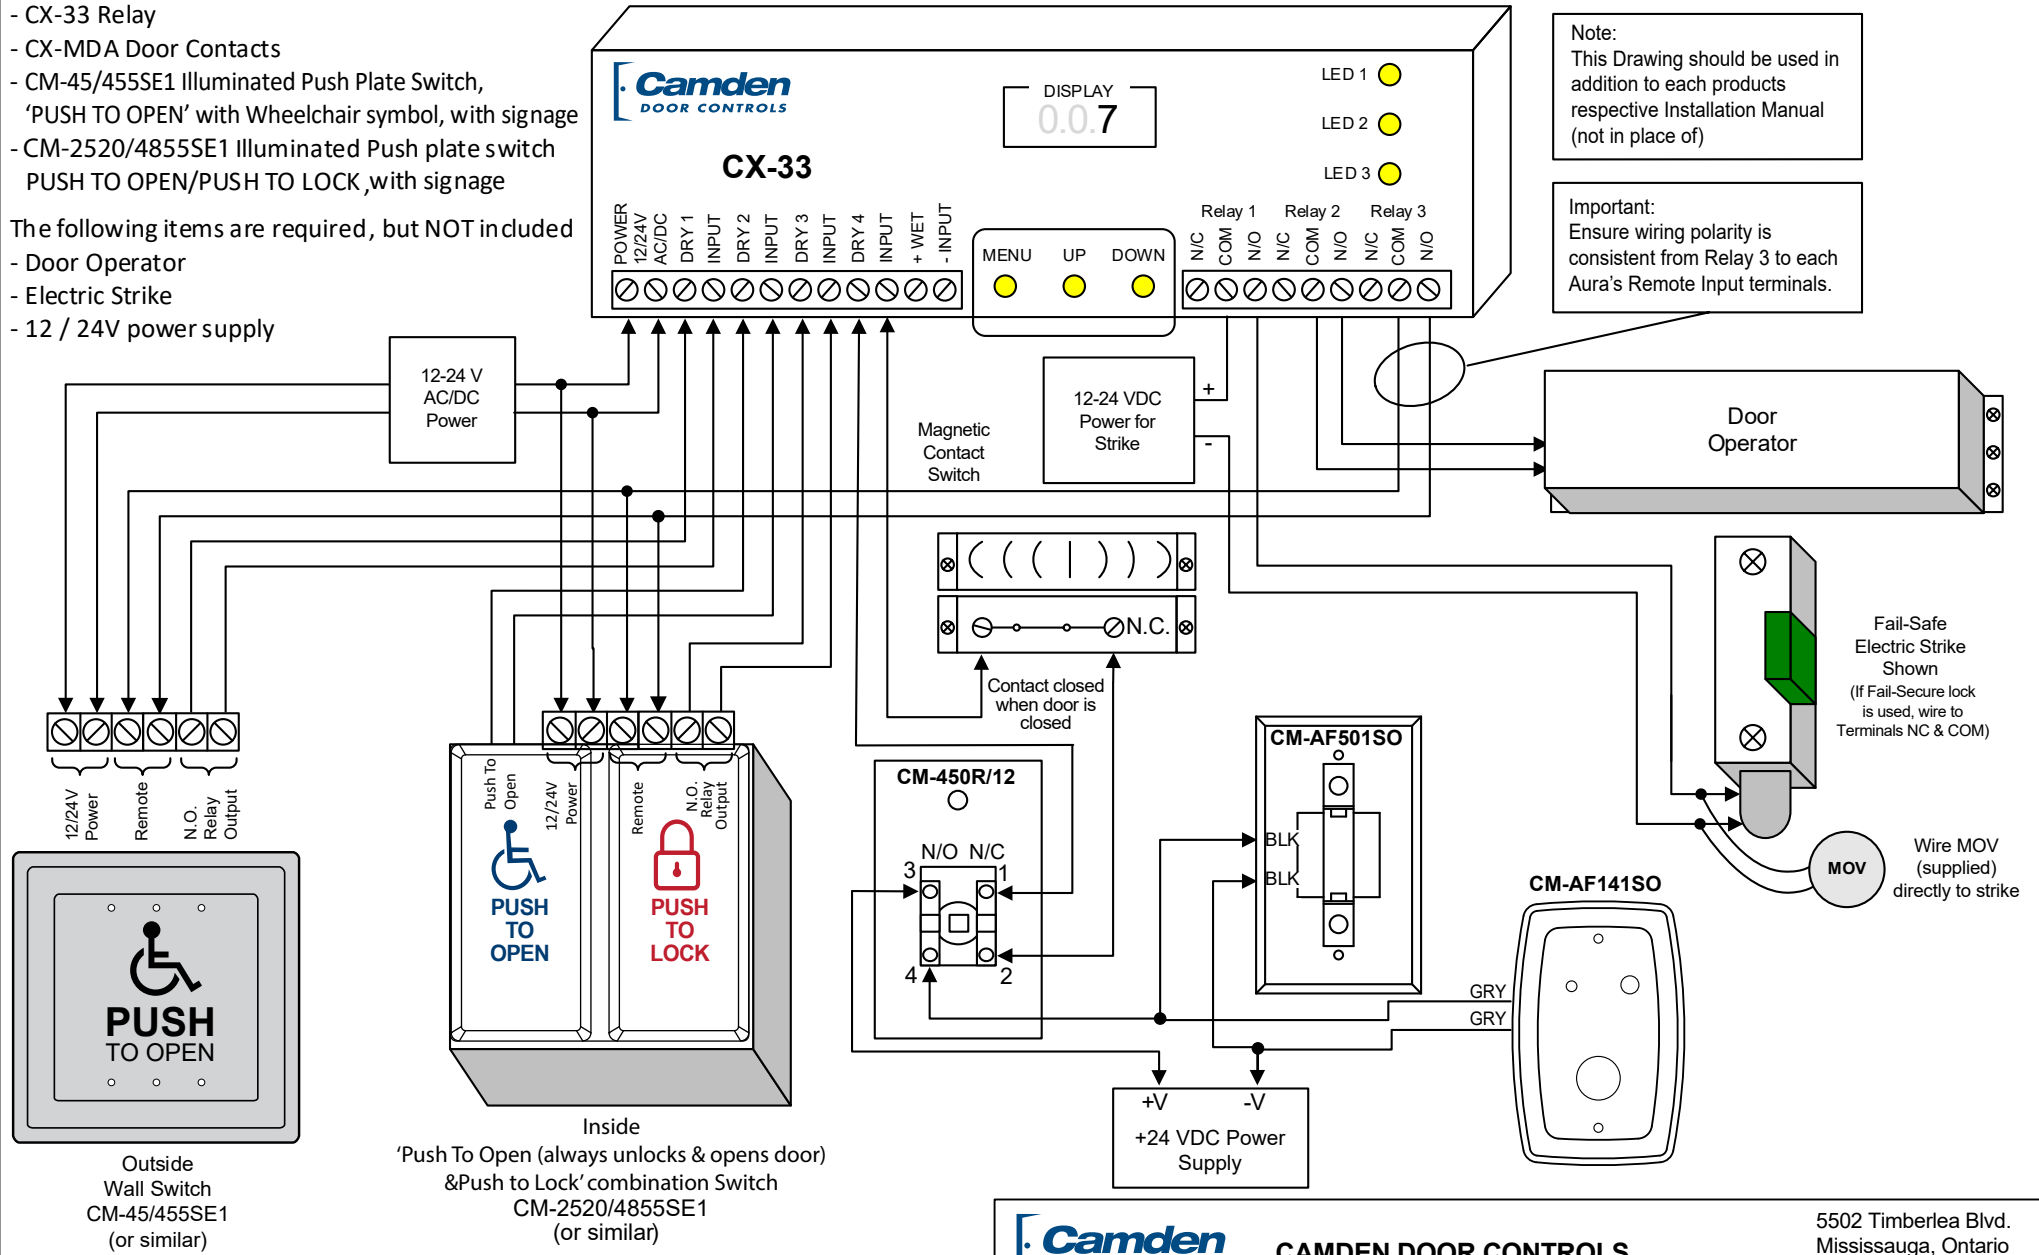 - CX-33 Relay
- CX-MDA Door Contacts
- CM-45/455SE1 Illuminated Push Plate Switch,
‘PUSH TO OPEN’ with Wheelchair symbol, with signage
- CM-2520/4855SE1 Illuminated Push plate switch
PUSH TO OPEN/PUSH TO LOCK, with signage
The following items are required, but NOT included
- Door Operator
- Electric Strike
- 12 / 24V power supply
Camden
DOOR CONTROLS
CX-33
DISPLAY
0.0.7
LED 1
LED 2
LED 3
POWER
12/24V
AC/DC
DRY 1
INPUT
DRY 2
INPUT
DRY 3
INPUT
DRY 4
INPUT
+ WET
- INPUT
MENU UP DOWN
Relay 1 Relay 2 Relay 3
N/C
COM
N/O
N/C
COM
N/O
N/C
COM
N/O
Note:
This Drawing should be used in
addition to each products
respective Installation Manual
(not in place of)
Important:
Ensure wiring polarity is
consistent from Relay 3 to each
Aura's Remote Input terminals.
12-24 V
AC/DC
Power
12-24 VDC
Power for
Strike
+
-
Magnetic
Contact
Switch
Door
Operator
N.C.
Contact closed
when door is
closed
Fail-Safe
Electric Strike
Shown
(If Fail-Secure lock
is used, wire to
Terminals NC & COM)
MOV
Wire MOV
(supplied)
directly to strike
12/24V
Power
Remote
N.O.
Relay
Output
PUSH
TO OPEN
Outside
Wall Switch
CM-45/455SE1
(or similar)
Push To
Open
12/24V
Power
Remote
N.O.
Relay
Output
PUSH
TO
OPEN
PUSH
TO
LOCK
Inside
‘Push To Open (always unlocks & opens door)
&Push to Lock’ combination Switch
CM-2520/4855SE1
(or similar)
CM-450R/12
N/O N/C
3 1
4 2
CM-AF501SO
BLK
BLK
CM-AF141SO
GRY
GRY
+V -V
+24 VDC Power
Supply
Camden
CAMDEN DOOR CONTROLS
5502 Timberlea Blvd.
Mississauga, Ontario